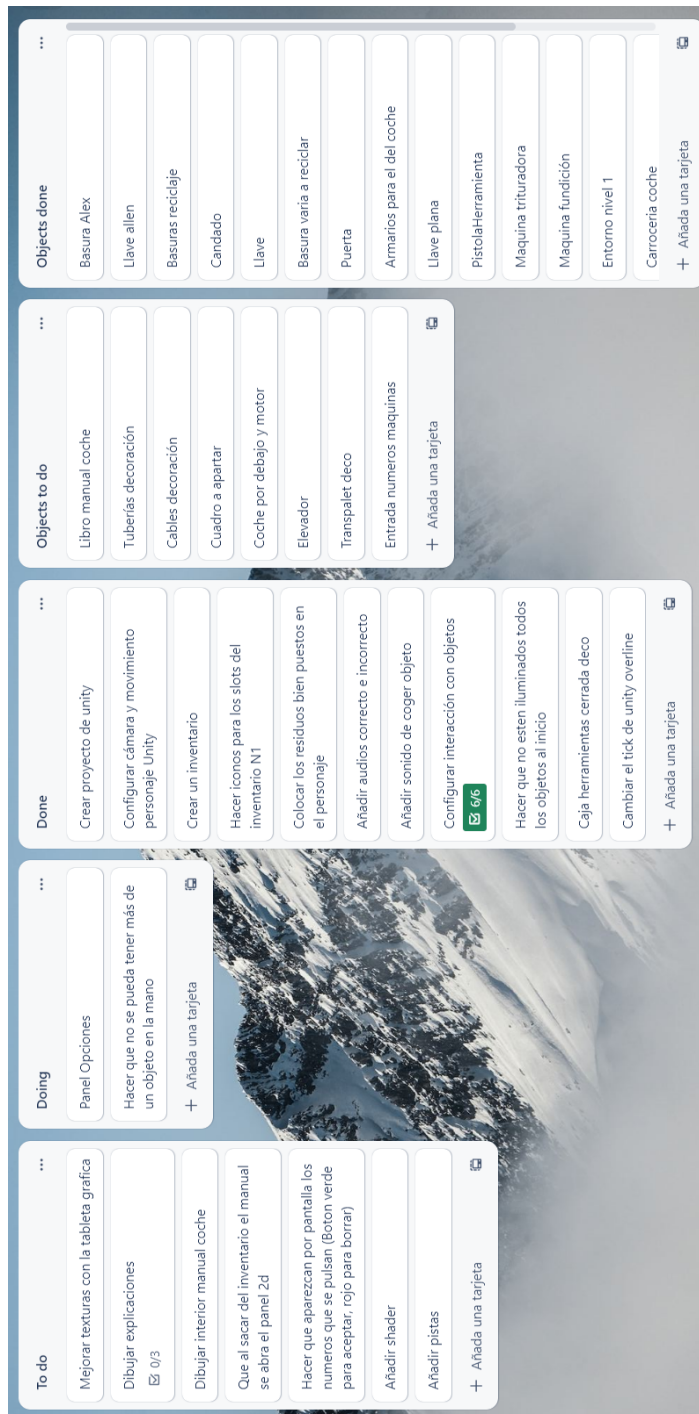 To do
Mejorar texturas con la tableta grafica
Dibujar explicaciones
0/3
Dibujar interior manual coche
Que al sacar del inventario el manual
se abra el panel 2d
Hacer que aparezcan por pantalla los
numeros que se pulsan (Boton verde
para aceptar, rojo para borrar)
Añadir shader
Añadir pistas
+ Añada una tarjeta
Doing
Panel Opciones
Hacer que no se pueda tener más de
un objeto en la mano
+ Añada una tarjeta
Done
Crear proyecto de unity
Configurar cámara y movimiento
personaje Unity
Crear un inventario
Hacer iconos para los slots del
inventario N1
Colocar los residuos bien puestos en
el personaje
Añadir audios correcto e incorrecto
Añadir sonido de coger objeto
Configurar interacción con objetos
6/6
Hacer que no esten iluminados todos
los objetos al inicio
Caja herramientas cerrada deco
Cambiar el tick de unity overline
+ Añada una tarjeta
Objects to do
Libro manual coche
Tuberías decoración
Cables decoración
Cuadro a apartar
Coche por debajo y motor
Elevador
Transpalet deco
Entrada numeros maquinas
+ Añada una tarjeta
Objects done
Basura Alex
Llave allen
Basuras reciclaje
Candado
Llave
Basura varia a reciclar
Puerta
Armarios para el del coche
Llave plana
PistolaHerramienta
Maquina trituradora
Maquina fundición
Entorno nivel 1
Carroceria coche
+ Añada una tarjeta